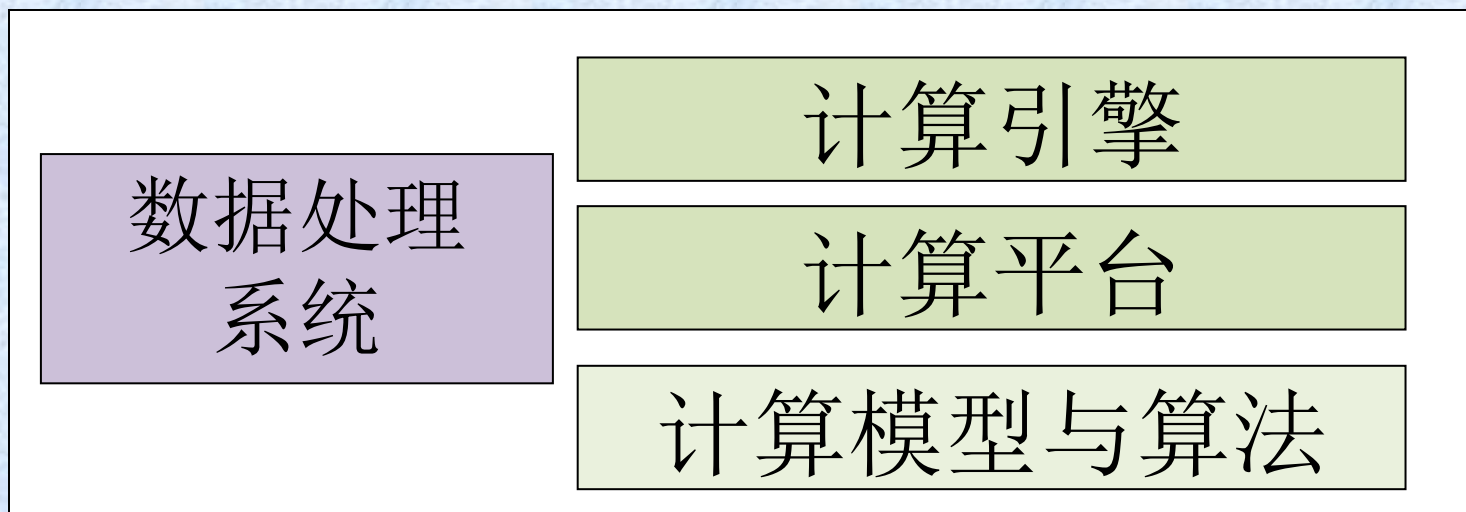 数据处理
系统
计算引擎
计算平台
计算模型与算法